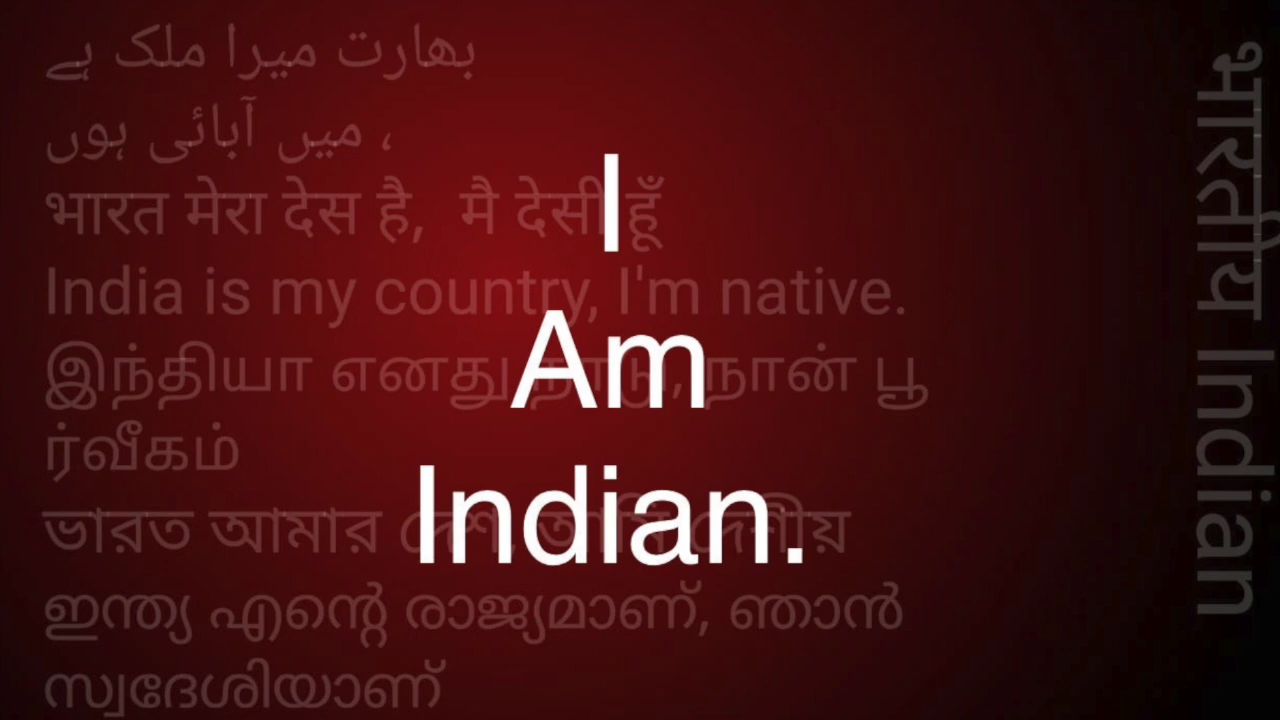 بھارت میرا ملک ہے
، میں آبائی ہوں
भारत मेरा देस है, मै देसी हूँ
India is my country, I'm native.
இந்தியா எனது நாடு, நான் பூ
ர்வீகம்
ভারত আমার দেশ, আমি দেশীয়
ഇന്ത്യ എന്റെ രാജ്യമാണ്, ഞാൻ
സ്വദേശിയാണ്
I
Am
Indian.
भारतीय Indian